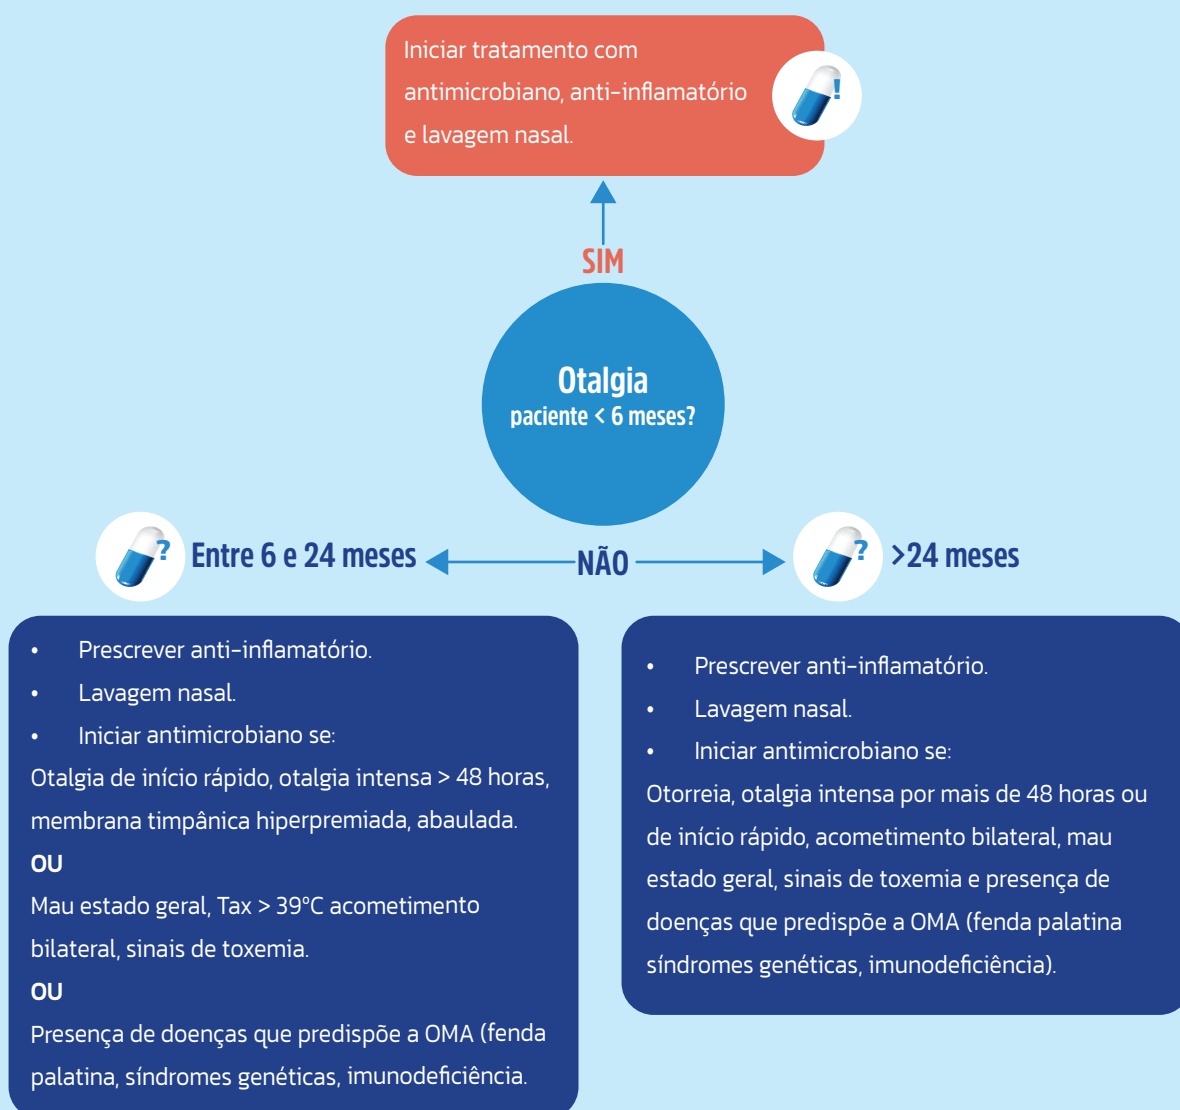 Iniciar tratamento com
antimicrobiano, anti-inflamatório
e lavagem nasal.
!
SIM
Otalgia
paciente < 6 meses?
? Entre 6 e 24 meses
NÃO
? >24 meses
• Prescrever anti-inflamatório.
• Lavagem nasal.
• Iniciar antimicrobiano se:
Otalgia de início rápido, otalgia intensa > 48 horas,
membrana timpânica hiperpremiada, abaulada.
OU
Mau estado geral, Tax > 39°C acometimento
bilateral, sinais de toxemia.
OU
Presença de doenças que predispõe a OMA (fenda
palatina, síndromes genéticas, imunodeficiência.
• Prescrever anti-inflamatório.
• Lavagem nasal.
• Iniciar antimicrobiano se:
Otorreia, otalgia intensa por mais de 48 horas ou
de início rápido, acometimento bilateral, mau
estado geral, sinais de toxemia e presença de
doenças que predispõe a OMA (fenda palatina
síndromes genéticas, imunodeficiência).